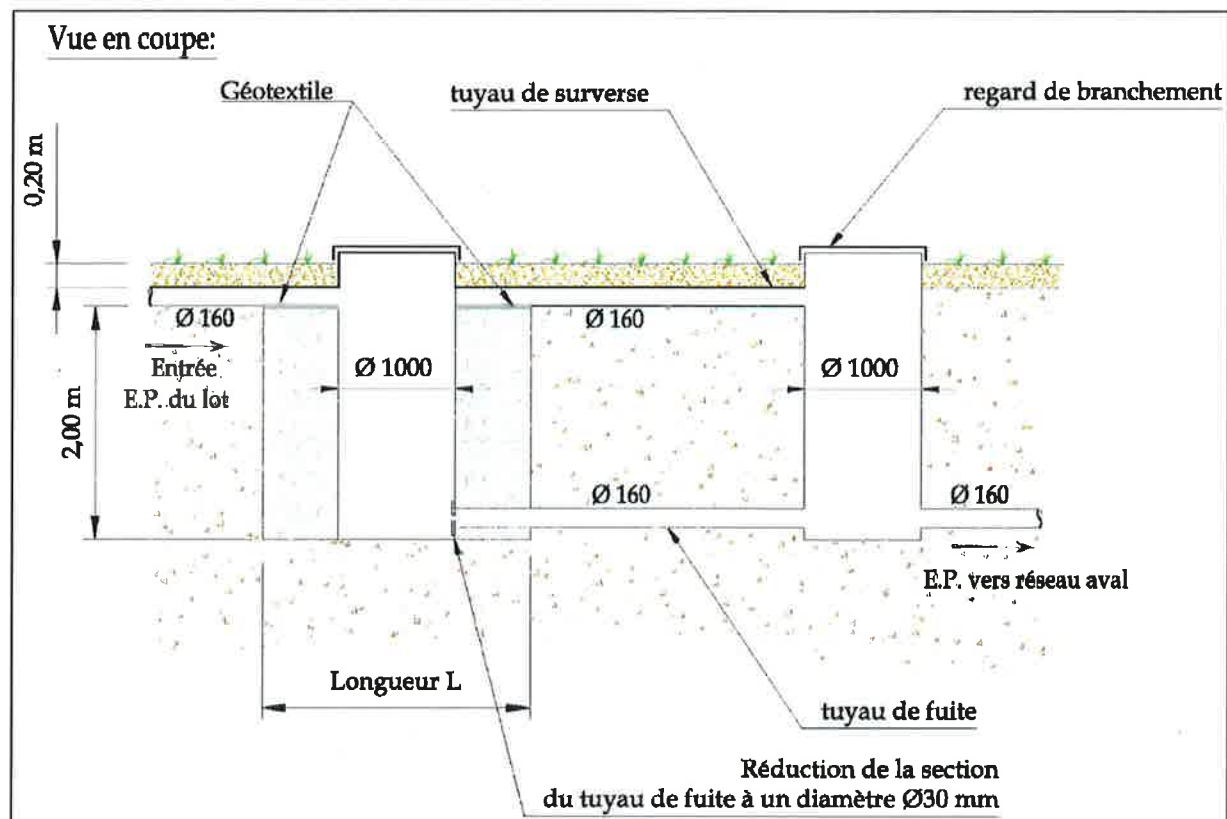 Vue en coupe:
Géotextile
tuyau de surverse
regard de branchement
0,20 m
Ø 160
Ø 160
Entrée
E.P. du lot
Ø 1000
Ø 1000
2,00 m
Ø 160
Ø 160
E.P. vers réseau aval
Longueur L
tuyau de fuite
Réduction de la section
du tuyau de fuite à un diamètre Ø30 mm